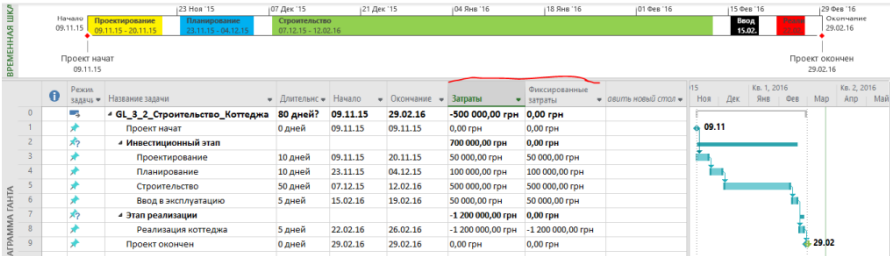 23 Ноя '15 07 Дек '15 21 Дек '15 04 Янв '16 18 Янв '16 01 Фев '16 15 Фев '16 29 Фев '16
ВРЕМЕННАЯ ШКА
Начало Проектирование Планирование Строительство Ввод Окончание
09.11.15 09.11.15 - 20.11.15 23.11.15 - 04.12.15 07.12.15 - 12.02.16 15.02. 29.02.16
Проект начат Проект окончен
09.11.15 29.02.16
Режим задачи Название задачи Длительнс Начало Окончание Затраты Фиксированные затраты овить новый стол
'15 Кв. 1, 2016 Кв. 2, 2016
Ноя Дек Янв Фев Мар Апр Май
АГРАММА ГАНТА
0 GL_3_2_Строительство_Коттеджа 80 дней? 09.11.15 29.02.16 -500 000,00 грн 0,00 грн
1 Проект начат 0 дней 09.11.15 09.11.15 0,00 грн 0,00 грн 09.11
2 Инвестиционный этап 700 000,00 грн 0,00 грн
3 Проектирование 10 дней 09.11.15 20.11.15 50 000,00 грн 50 000,00 грн
4 Планирование 10 дней 23.11.15 04.12.15 100 000,00 грн 100 000,00 грн
5 Строительство 50 дней 07.12.15 12.02.16 500 000,00 грн 500 000,00 грн
6 Ввод в эксплуатацию 5 дней 15.02.16 19.02.16 50 000,00 грн 50 000,00 грн
7 Этап реализации -1 200 000,00 грн 0,00 грн
8 Реализация коттеджа 5 дней 22.02.16 26.02.16 -1 200 000,00 грн -1 200 000,00 грн
9 Проект окончен 0 дней 29.02.16 29.02.16 0,00 грн 0,00 грн 29.02